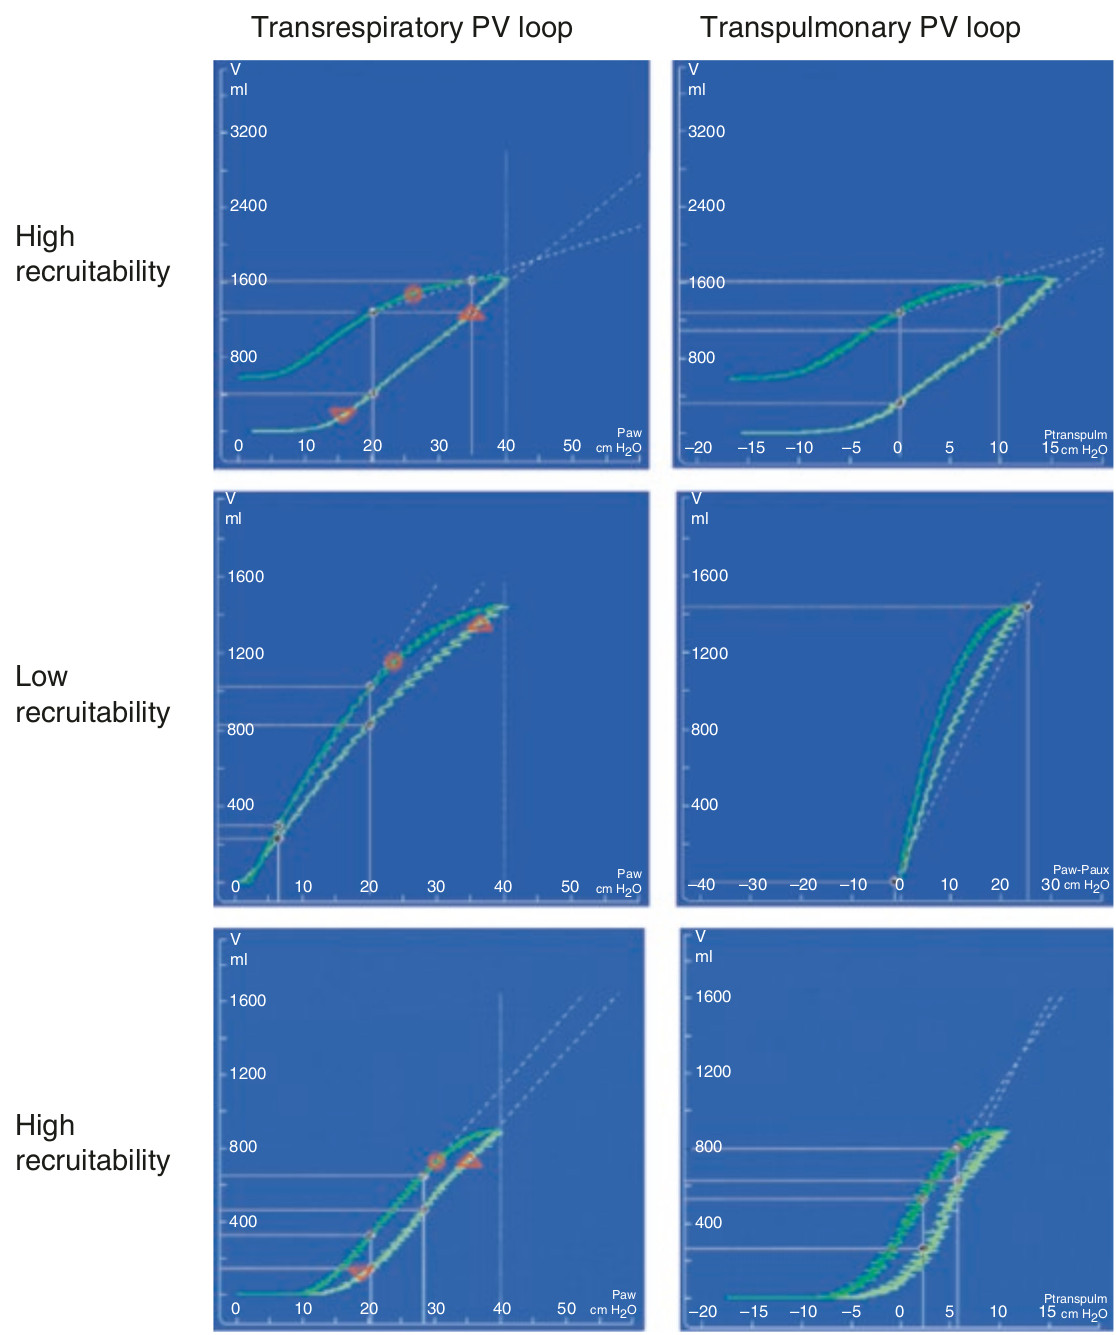 Transrespiratory PV loop
Transpulmonary PV loop
High
recruitability
V
ml
3200
2400
1600
800
0 10 20 30 40 50
Paw
cm H₂O
V
ml
3200
2400
1600
800
–20 –15 –10 –5 0 5 10 15
Ptranspulm
cm H₂O
Low
recruitability
V
ml
1600
1200
800
400
0 10 20 30 40 50
Paw
cm H₂O
V
ml
1600
1200
800
400
–40 –30 –20 –10 0 10 20 30
Paw-Paux
cm H₂O
High
recruitability
V
ml
1600
1200
800
400
0 10 20 30 40 50
Paw
cm H₂O
V
ml
1600
1200
800
400
–20 –15 –10 –5 0 5 10 15
Ptranspulm
cm H₂O